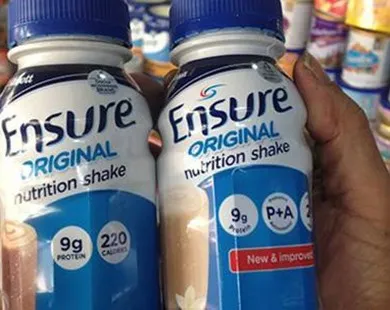 Ensure
ORIGINAL
nutrition shake
9g
PROTEIN
220
CALORIES
Ensure
ORIGINAL
nutrition shake
9g
Protein
P+A
New & improved